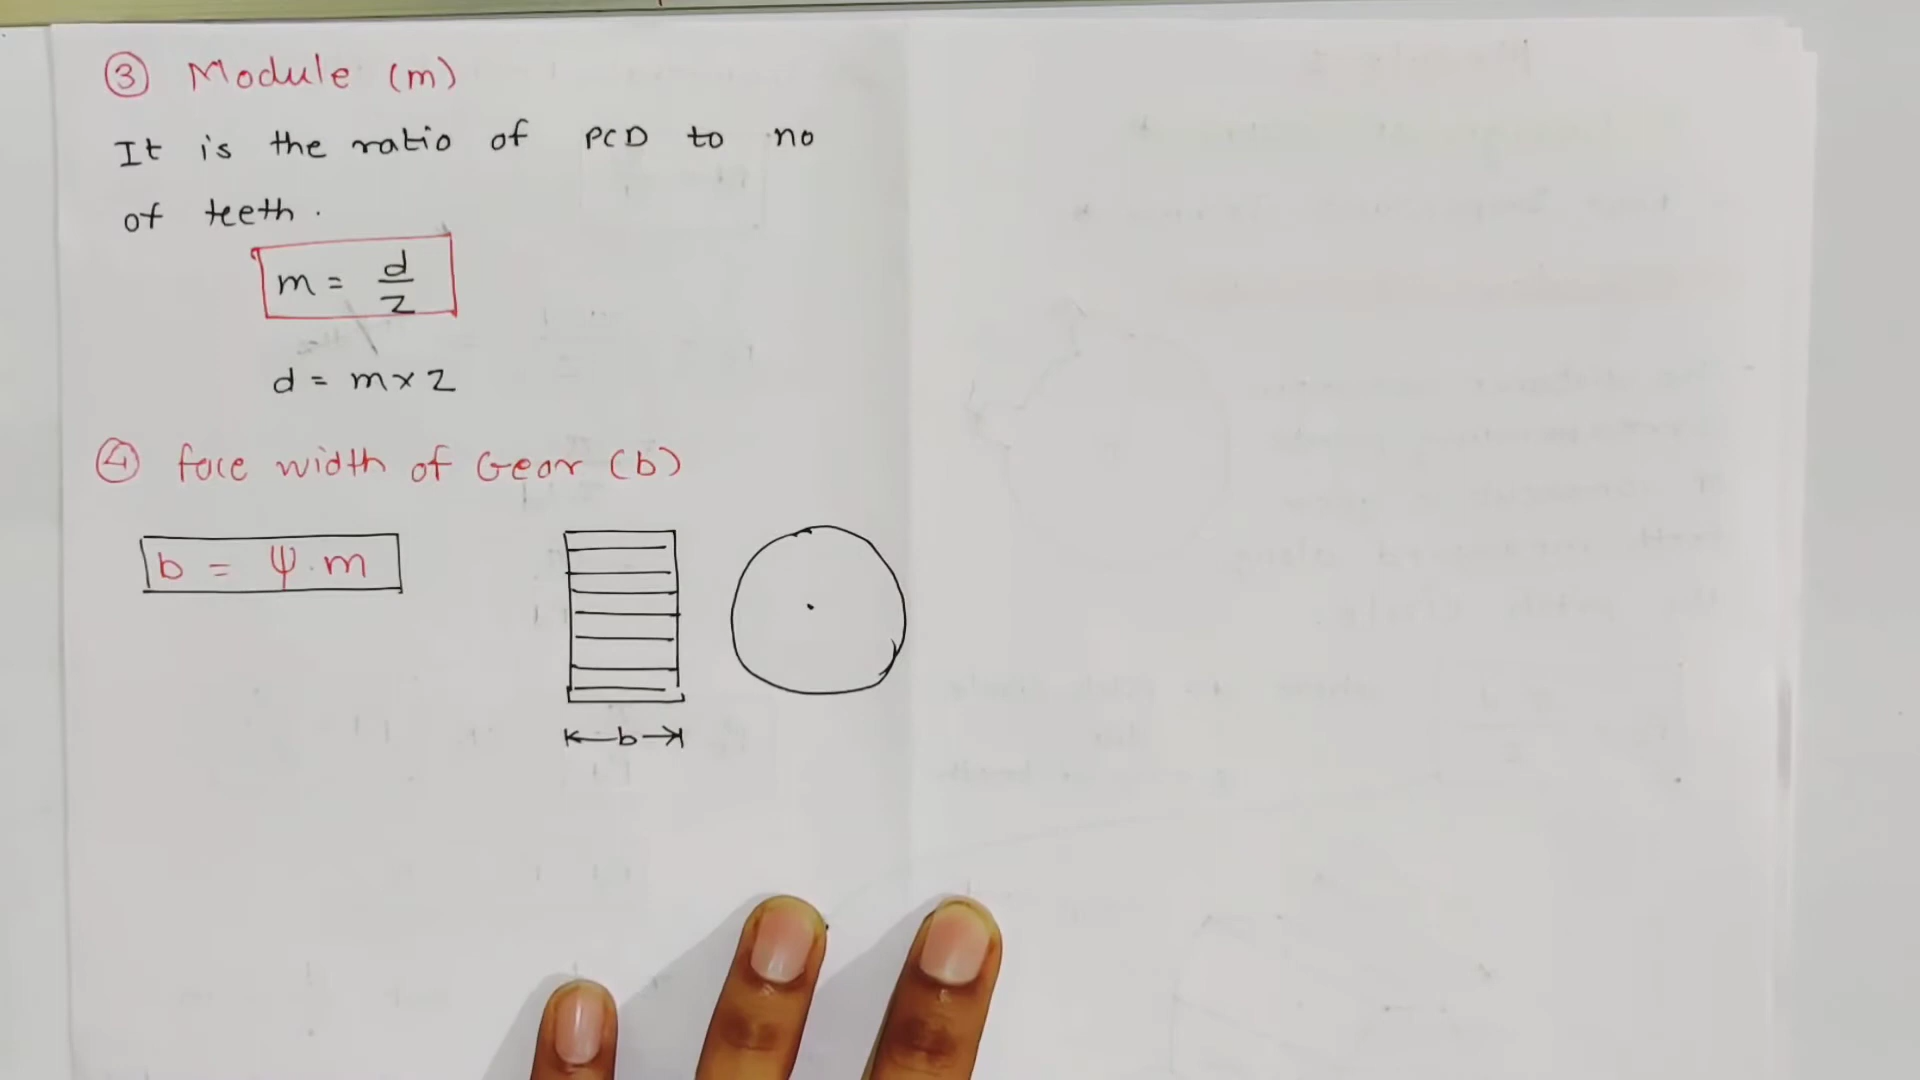 ③ Module (m)
It is the ratio of PCD to no
of teeth.
m = d/z
d = m × z
④ face width of Gear (b)
b = ψ.m
b